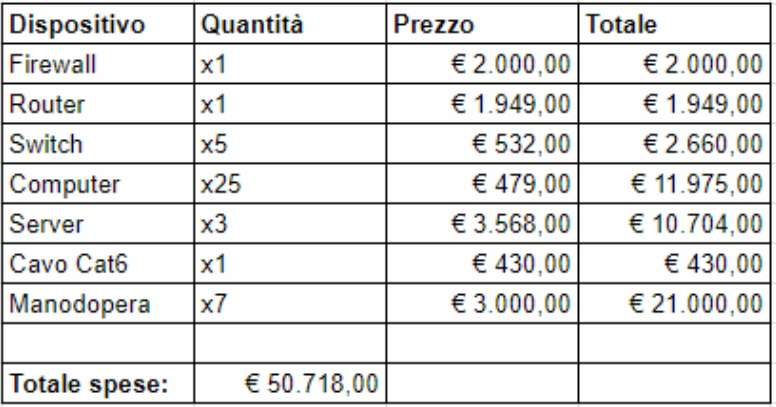 Dispositivo Quantità Prezzo Totale
Firewall x1 € 2.000,00 € 2.000,00
Router x1 € 1.949,00 € 1.949,00
Switch x5 € 532,00 € 2.660,00
Computer x25 € 479,00 € 11.975,00
Server x3 € 3.568,00 € 10.704,00
Cavo Cat6 x1 € 430,00 € 430,00
Manodopera x7 € 3.000,00 € 21.000,00
Totale spese: € 50.718,00